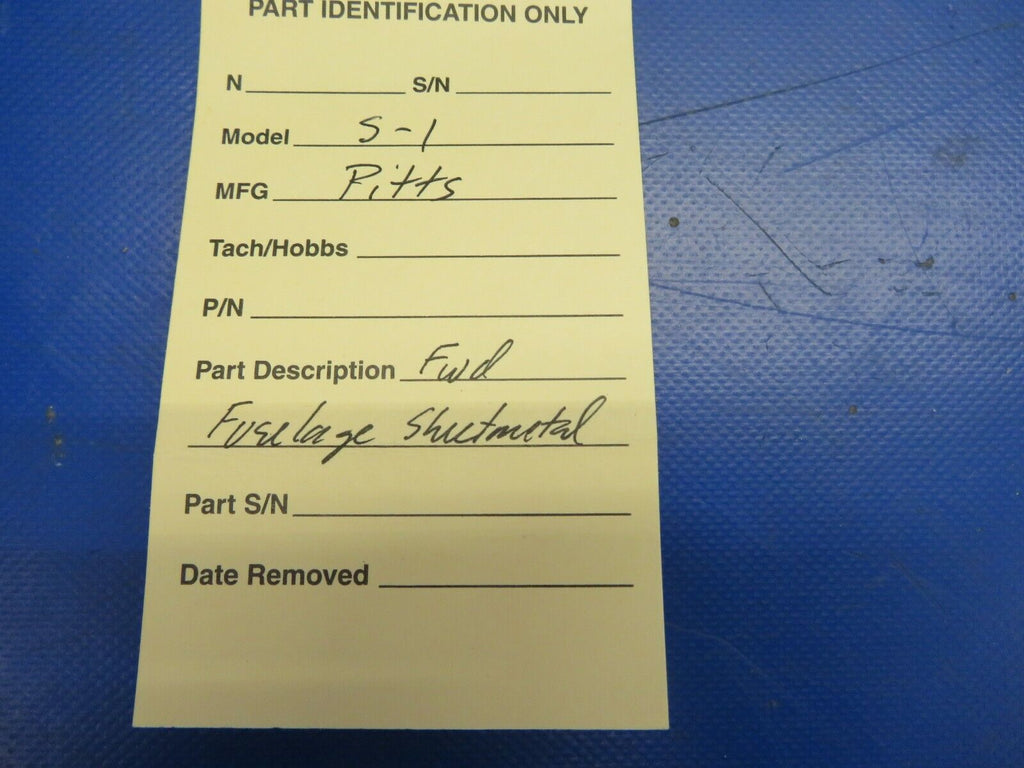 PART IDENTIFICATION ONLY
N S/N
Model S-1
MFG Pitts
Tach/Hobbs
P/N
Part Description Fwd
Fuselage Sheetmetal
Part S/N
Date Removed